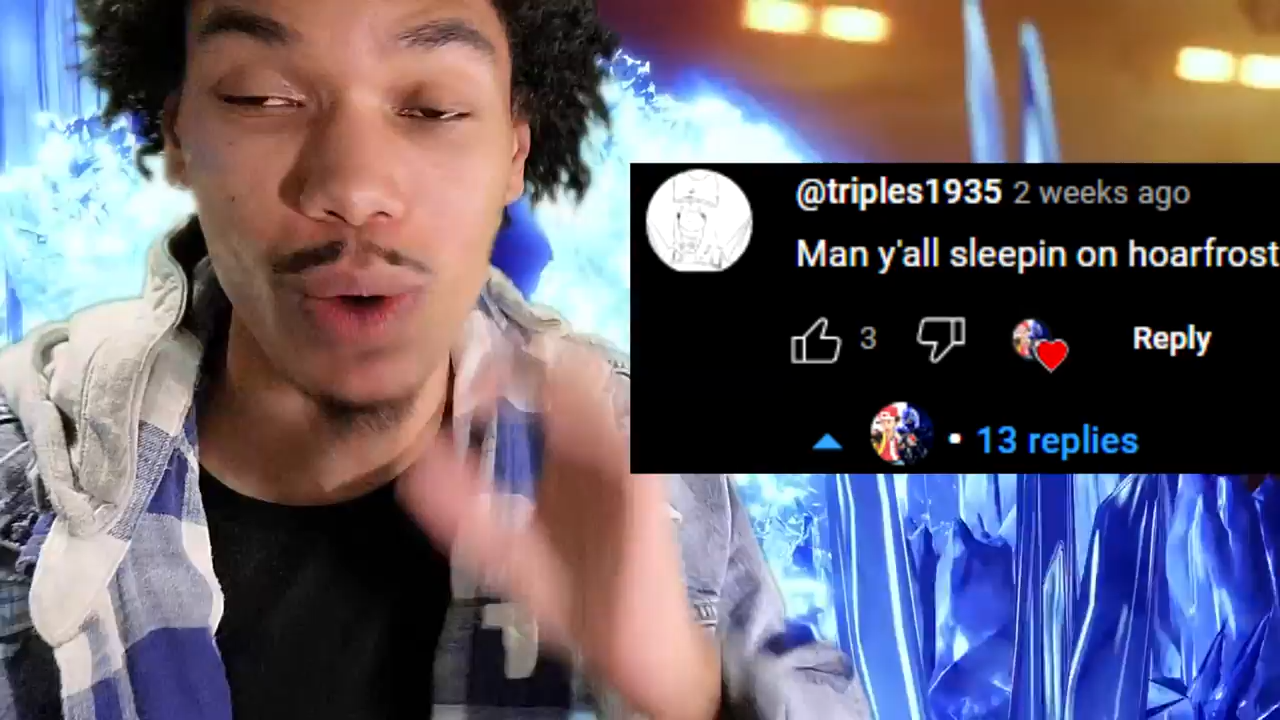 @triples1935 2 weeks ago
Man y'all sleepin on hoarfrost
3 Reply
• 13 replies